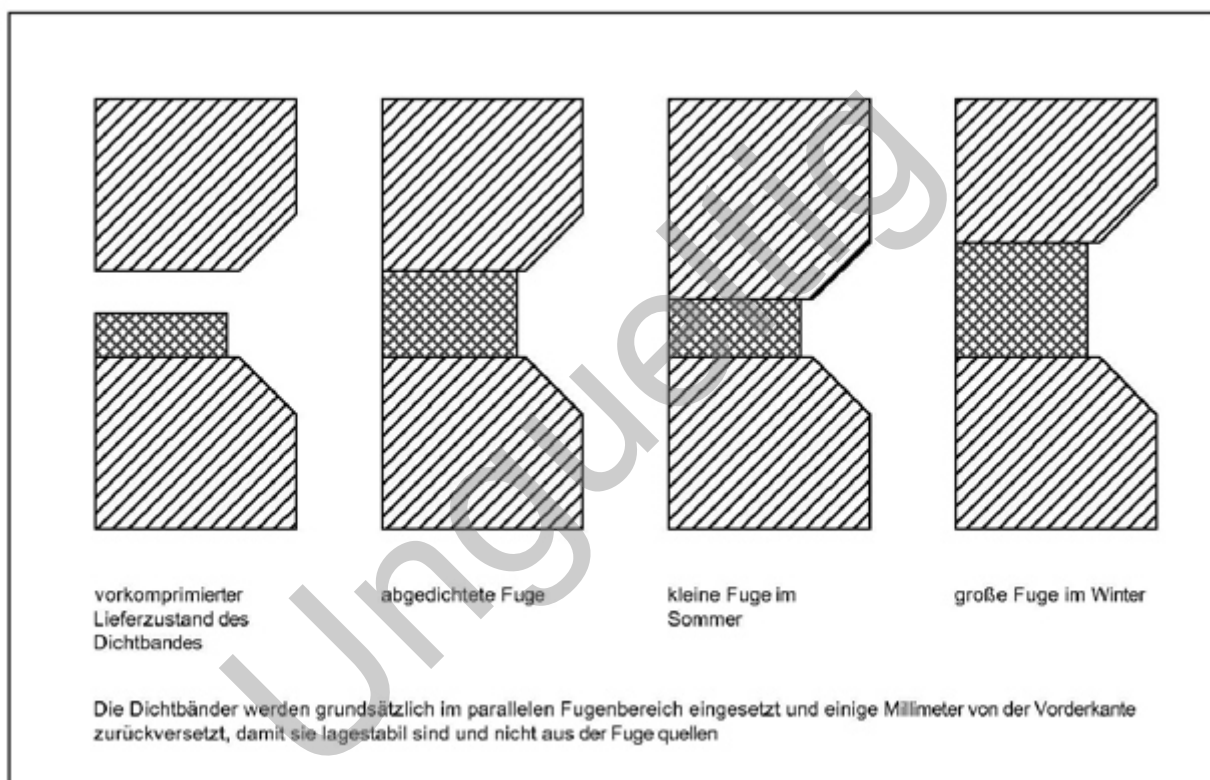 vorkomprimierter
Lieferzustand des
Dichtbandes
abgedichtete Fuge
kleine Fuge im
Sommer
große Fuge im Winter
Die Dichtbänder werden grundsätzlich im parallelen Fugenbereich eingesetzt und einige Millimeter von der Vorderkante
zurückversetzt, damit sie lagestabil sind und nicht aus der Fuge quellen
Ungueltig